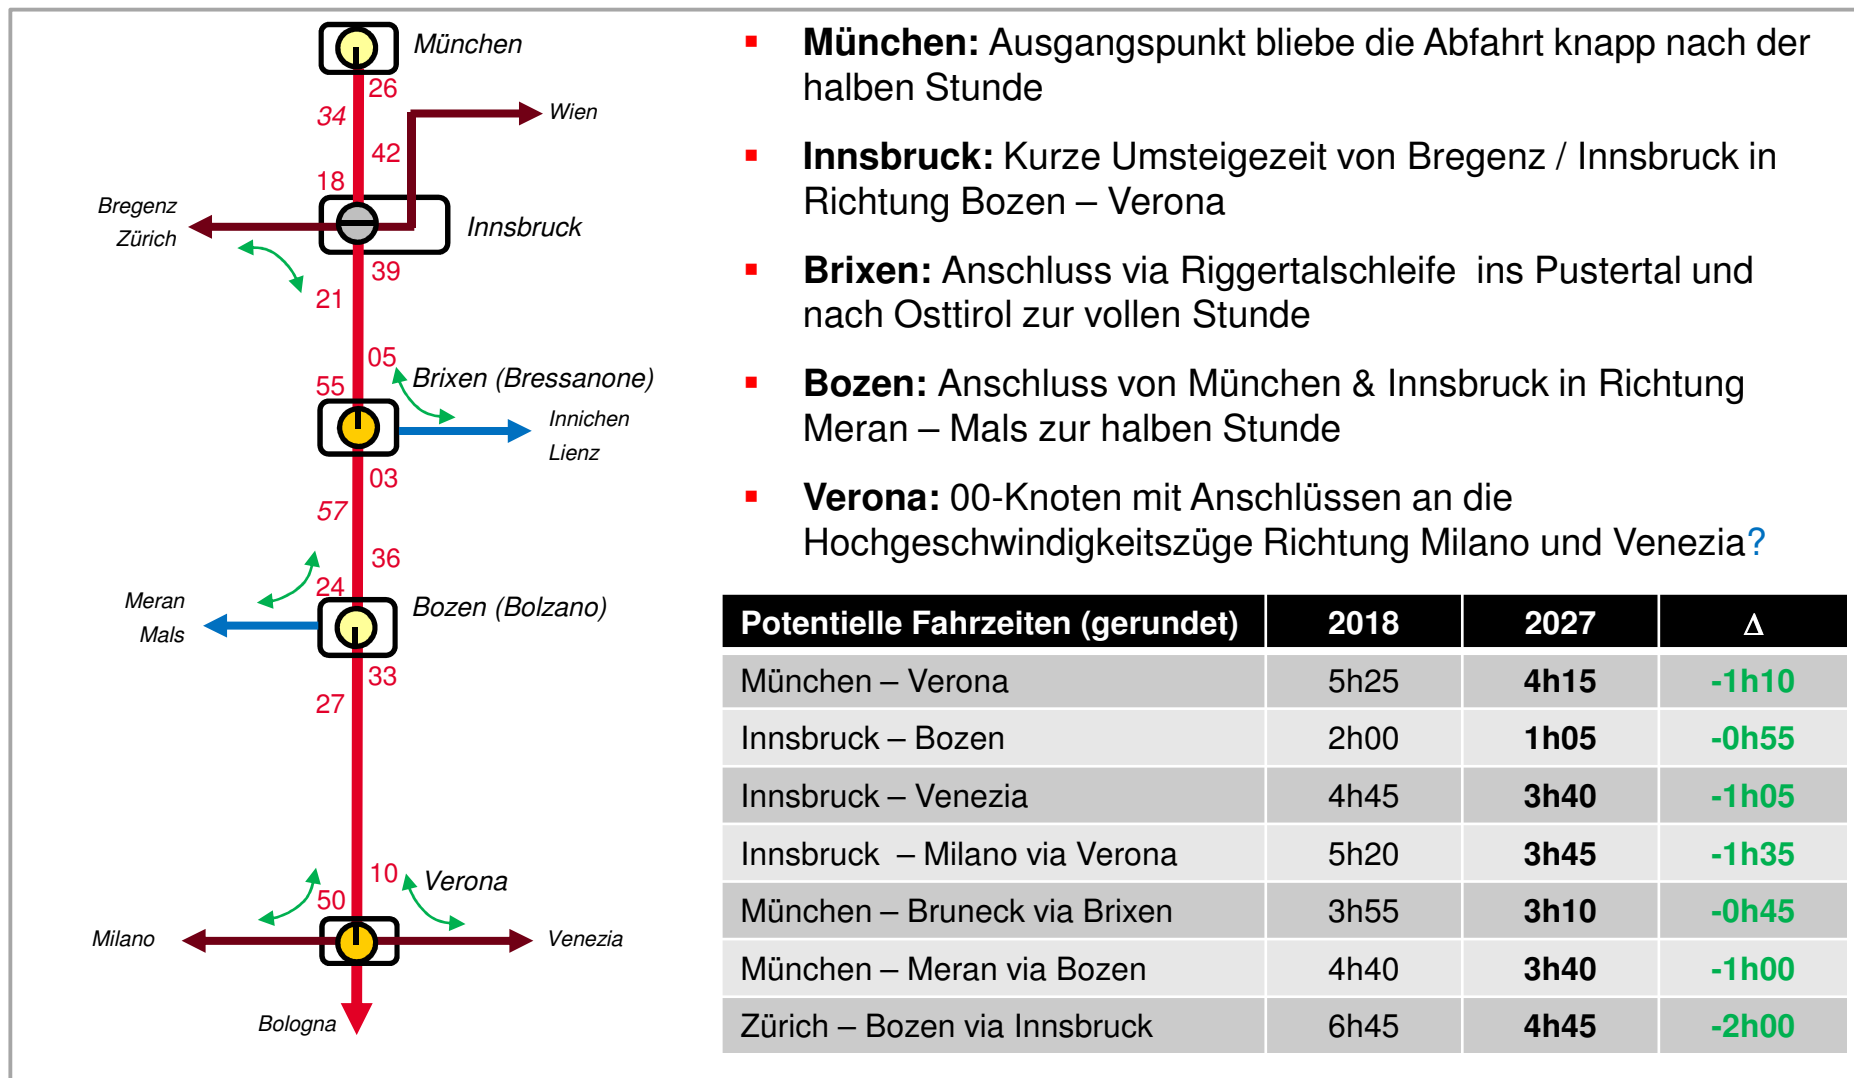 München
26
34
Wien
42
18
Bregenz
Zürich
Innsbruck
39
21
05
55
Brixen (Bressanone)
Innichen
Lienz
03
57
36
24
Meran
Mals
Bozen (Bolzano)
33
27
10
50
Verona
Milano
Venezia
Bologna
München: Ausgangspunkt bliebe die Abfahrt knapp nach der
halben Stunde
Innsbruck: Kurze Umsteigezeit von Bregenz / Innsbruck in
Richtung Bozen – Verona
Brixen: Anschluss via Riggertalschleife ins Pustertal und
nach Osttirol zur vollen Stunde
Bozen: Anschluss von München & Innsbruck in Richtung
Meran – Mals zur halben Stunde
Verona: 00-Knoten mit Anschlüssen an die
Hochgeschwindigkeitszüge Richtung Milano und Venezia?
Potentielle Fahrzeiten (gerundet) 2018 2027 Δ
München – Verona 5h25 4h15 -1h10
Innsbruck – Bozen 2h00 1h05 -0h55
Innsbruck – Venezia 4h45 3h40 -1h05
Innsbruck – Milano via Verona 5h20 3h45 -1h35
München – Bruneck via Brixen 3h55 3h10 -0h45
München – Meran via Bozen 4h40 3h40 -1h00
Zürich – Bozen via Innsbruck 6h45 4h45 -2h00